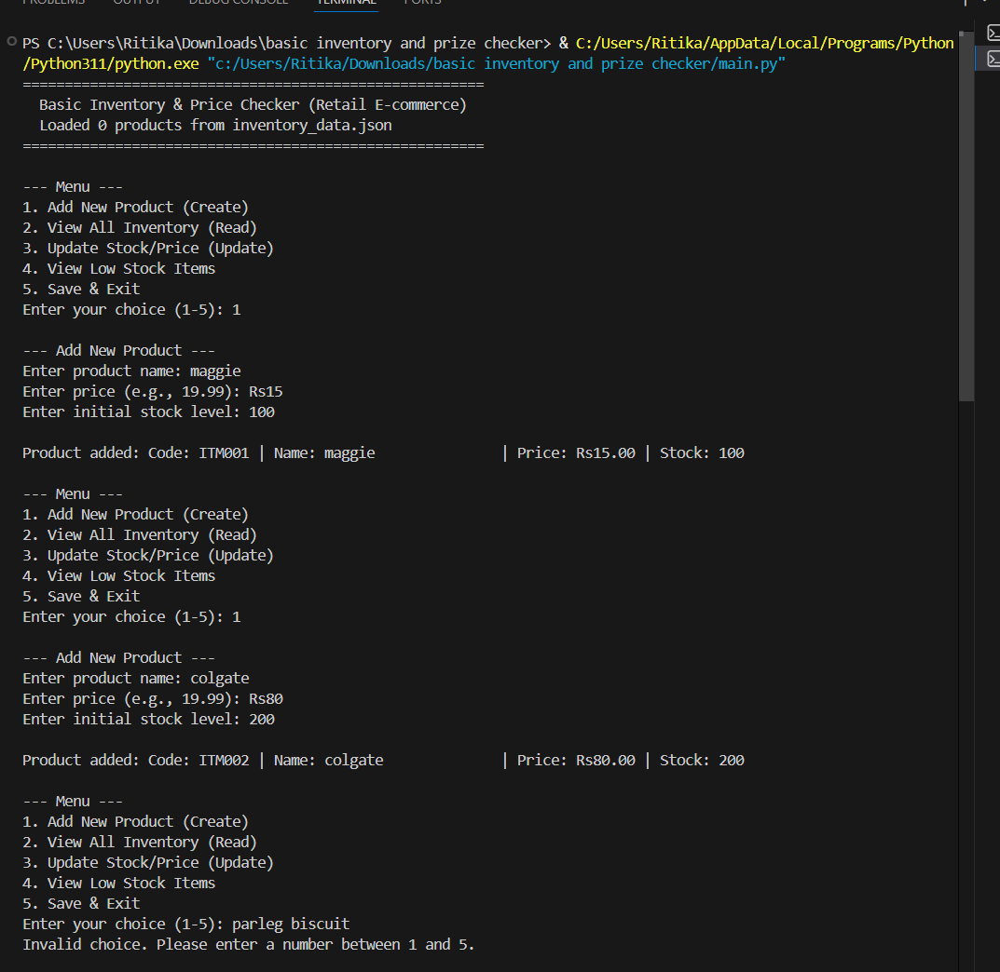 PROBLEMS OUTPUT DEBUG CONSOLE TERMINAL PORTS
PS C:\Users\Ritika\Downloads\basic inventory and prize checker> & C:/Users/Ritika/AppData/Local/Programs/Python
/Python311/python.exe "c:/Users/Ritika/Downloads/basic inventory and prize checker/main.py"
=======================================================
  Basic Inventory & Price Checker (Retail E-commerce)
  Loaded 0 products from inventory_data.json
=======================================================

--- Menu ---
1. Add New Product (Create)
2. View All Inventory (Read)
3. Update Stock/Price (Update)
4. View Low Stock Items
5. Save & Exit
Enter your choice (1-5): 1

--- Add New Product ---
Enter product name: maggie
Enter price (e.g., 19.99): Rs15
Enter initial stock level: 100

Product added: Code: ITM001 | Name: maggie               | Price: Rs15.00 | Stock: 100

--- Menu ---
1. Add New Product (Create)
2. View All Inventory (Read)
3. Update Stock/Price (Update)
4. View Low Stock Items
5. Save & Exit
Enter your choice (1-5): 1

--- Add New Product ---
Enter product name: colgate
Enter price (e.g., 19.99): Rs80
Enter initial stock level: 200

Product added: Code: ITM002 | Name: colgate              | Price: Rs80.00 | Stock: 200

--- Menu ---
1. Add New Product (Create)
2. View All Inventory (Read)
3. Update Stock/Price (Update)
4. View Low Stock Items
5. Save & Exit
Enter your choice (1-5): parleg biscuit
Invalid choice. Please enter a number between 1 and 5.